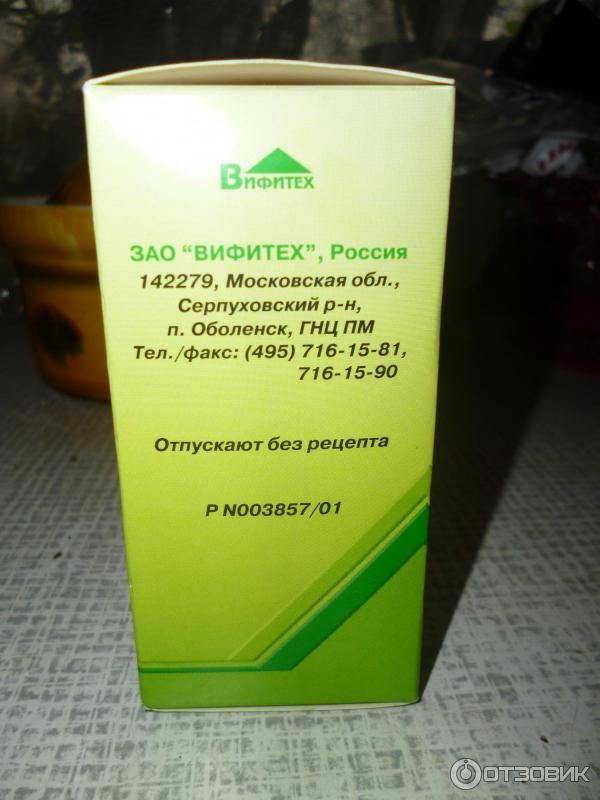 ВИФИТЕХ
ЗАО "ВИФИТЕХ", Россия
142279, Московская обл.,
Серпуховский р-н,
п. Оболенск, ГНЦ ПМ
Тел./факс: (495) 716-15-81,
716-15-90
Отпускают без рецепта
Р N003857/01
ОТЗОВИК